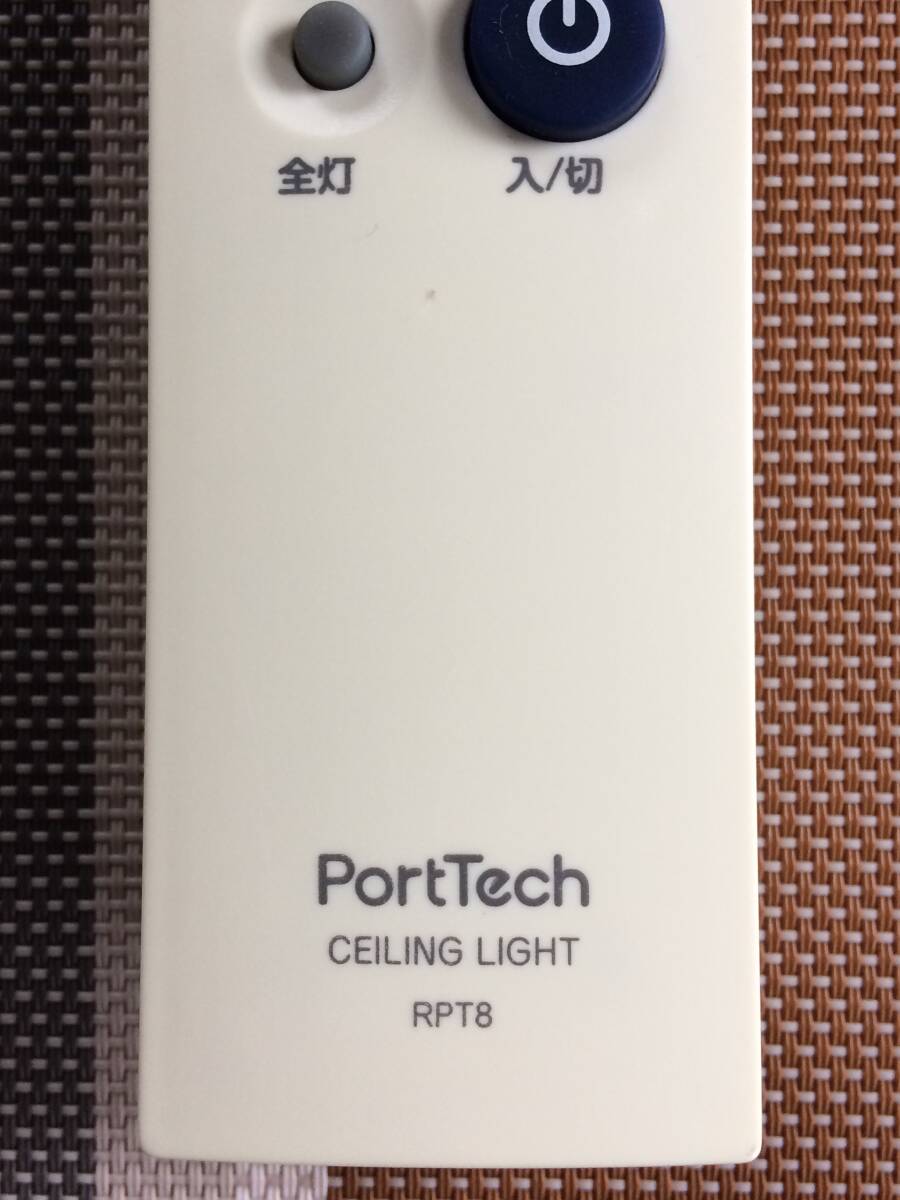 全灯 入/切
PortTech
CEILING LIGHT
RPT8